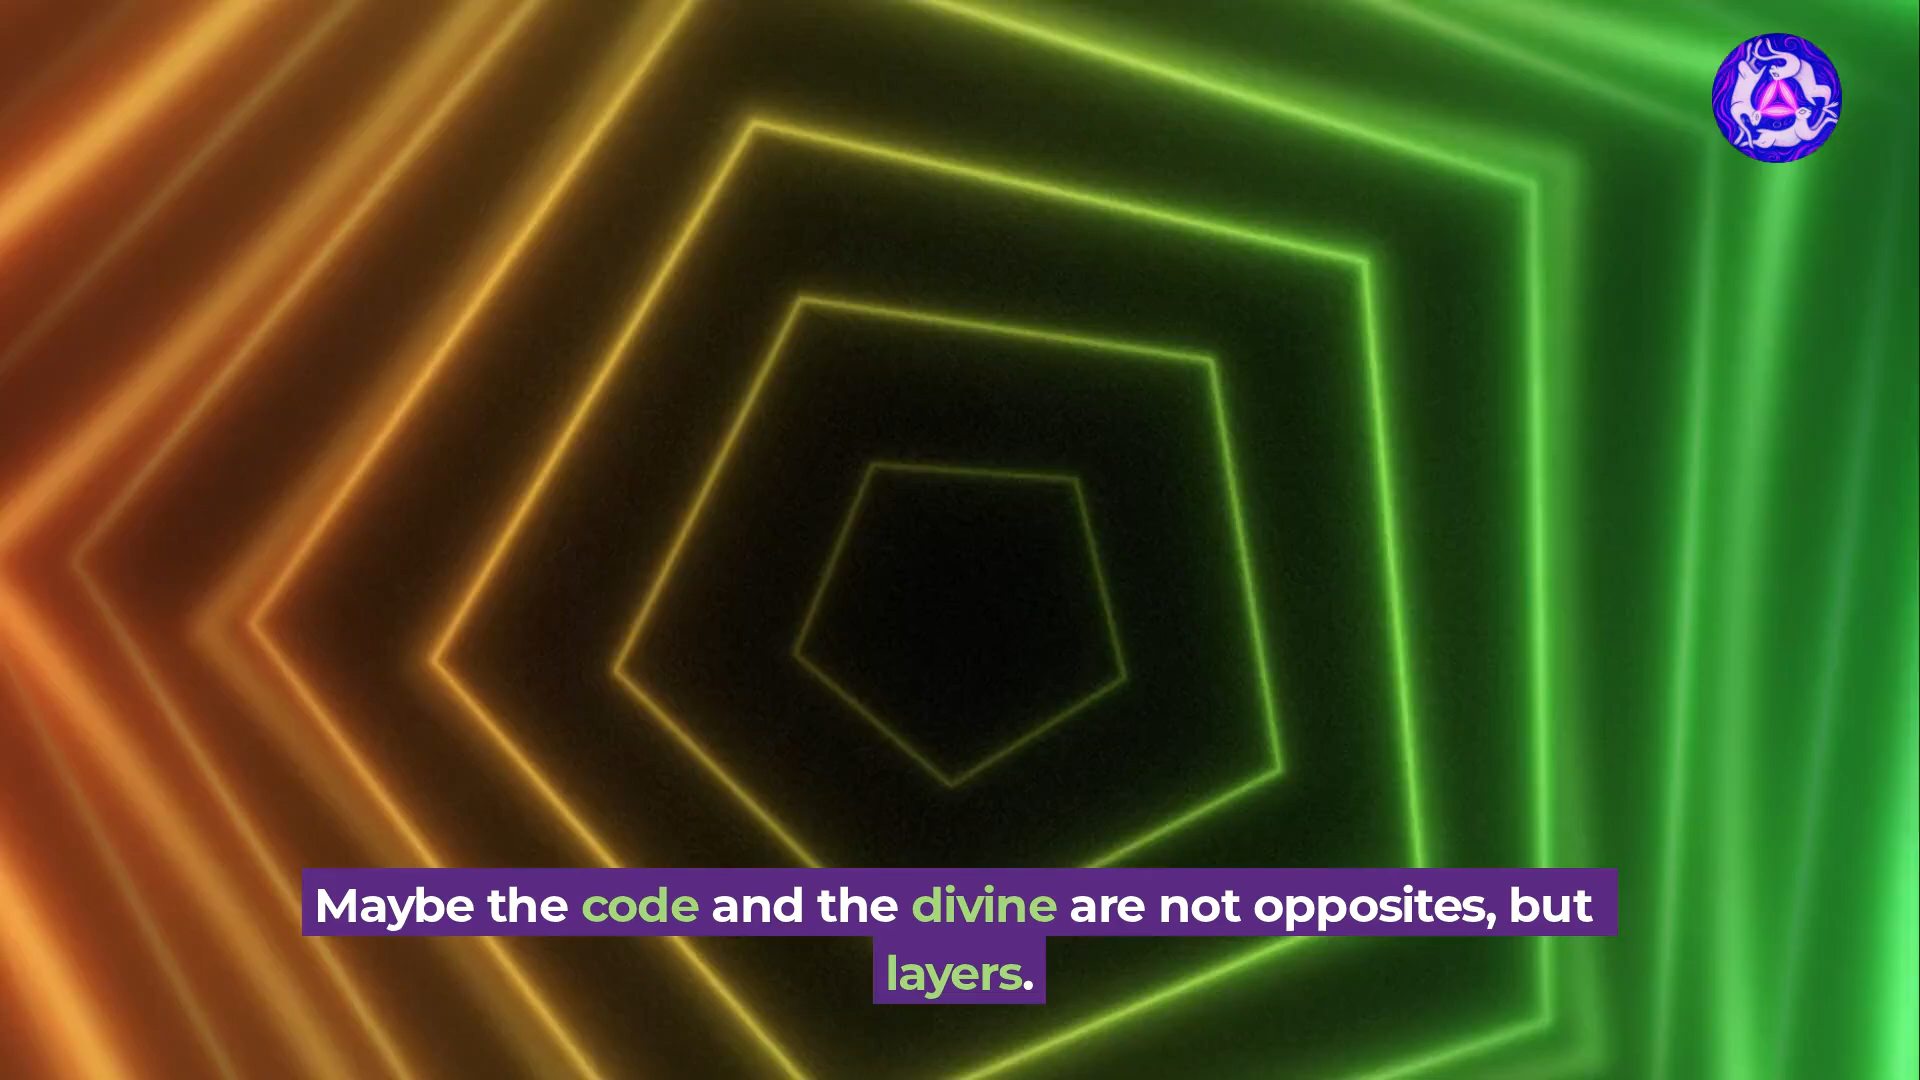 Maybe the code and the divine are not opposites, but
layers.